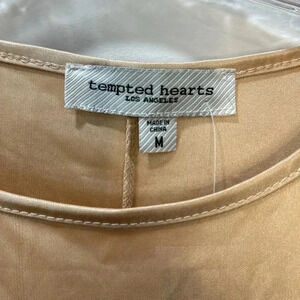 tempted hearts
LOS ANGELES
MADE IN
CHINA
M